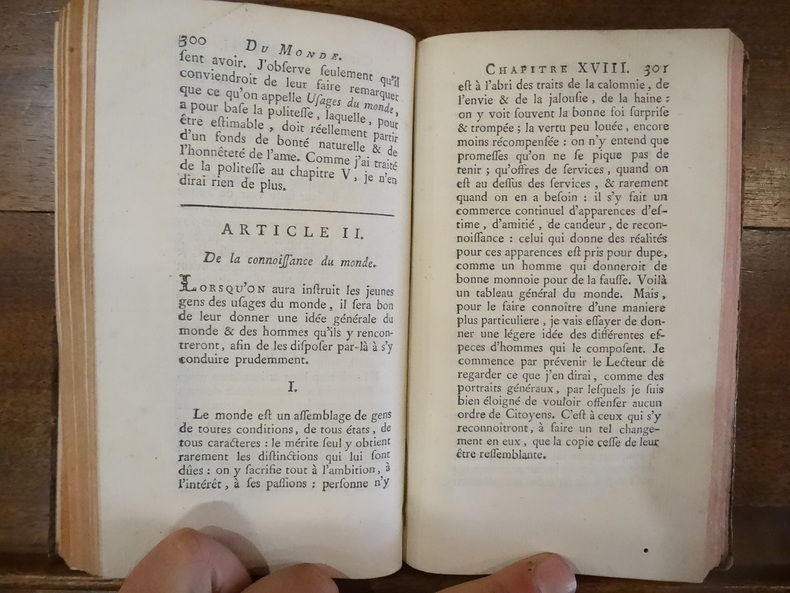 300 DU MONDE.
ſent avoir. J'obſerve ſeulement qu'il
conviendroit de leur faire remarquer
que ce qu'on appelle Uſages du monde,
a pour baſe la politeſſe, laquelle, pour
être eſtimable, doit réellement partir
d'un fonds de bonté naturelle & de
l'honnêteté de l'ame. Comme j'ai traité
de la politeſſe au chapitre V, je n'en
dirai rien de plus.
ARTICLE II.
De la connoiſſance du monde.
LORSQU'ON aura inſtruit les jeunes
gens des uſages du monde, il ſera bon
de leur donner une idée générale du
monde & des hommes qu'ils y rencon-
treront, afin de les diſpoſer par-là à s'y
conduire prudemment.
I.
Le monde eſt un aſſemblage de gens
de toutes conditions, de tous états, de
tous caracteres : le mérite ſeul y obtient
rarement les diſtinctions qui lui ſont
dûes : on y ſacrifie tout à l'ambition, à
l'intérêt, à ſes paſſions : perſonne n'y
CHAPITRE XVIII. 301
eſt à l'abri des traits de la calomnie, de
l'envie & de la jalouſie, de la haine :
on y voit ſouvent la bonne foi ſurpriſe
& trompée ; la vertu peu louée, encore
moins récompenſée : on n'y entend que
promeſſes qu'on ne ſe pique pas de
tenir ; qu'offres de ſervices, quand on
eſt au deſſus des ſervices, & rarement
quand on en a beſoin : il s'y fait un
commerce continuel d'apparences d'eſ-
time, d'amitié, de candeur, de recon-
noiſſance : celui qui donne des réalités
pour ces apparences eſt pris pour dupe,
comme un homme qui donneroit de
bonne monnoie pour de la fauſſe. Voilà
un tableau général du monde. Mais,
pour le faire connoître d'une maniere
plus particuliere, je vais eſſayer de don-
ner une légere idée des différentes eſ-
peces d'hommes qui le compoſent. Je
commence par prévenir le Lecteur de
regarder ce que j'en dirai, comme des
portraits généraux, par leſquels je ſuis
bien éloigné de vouloir offenſer aucun
ordre de Citoyens. C'eſt à ceux qui s'y
reconnoîtront, à faire un tel change-
ment en eux, que la copie ceſſe de leur
être reſſemblante.